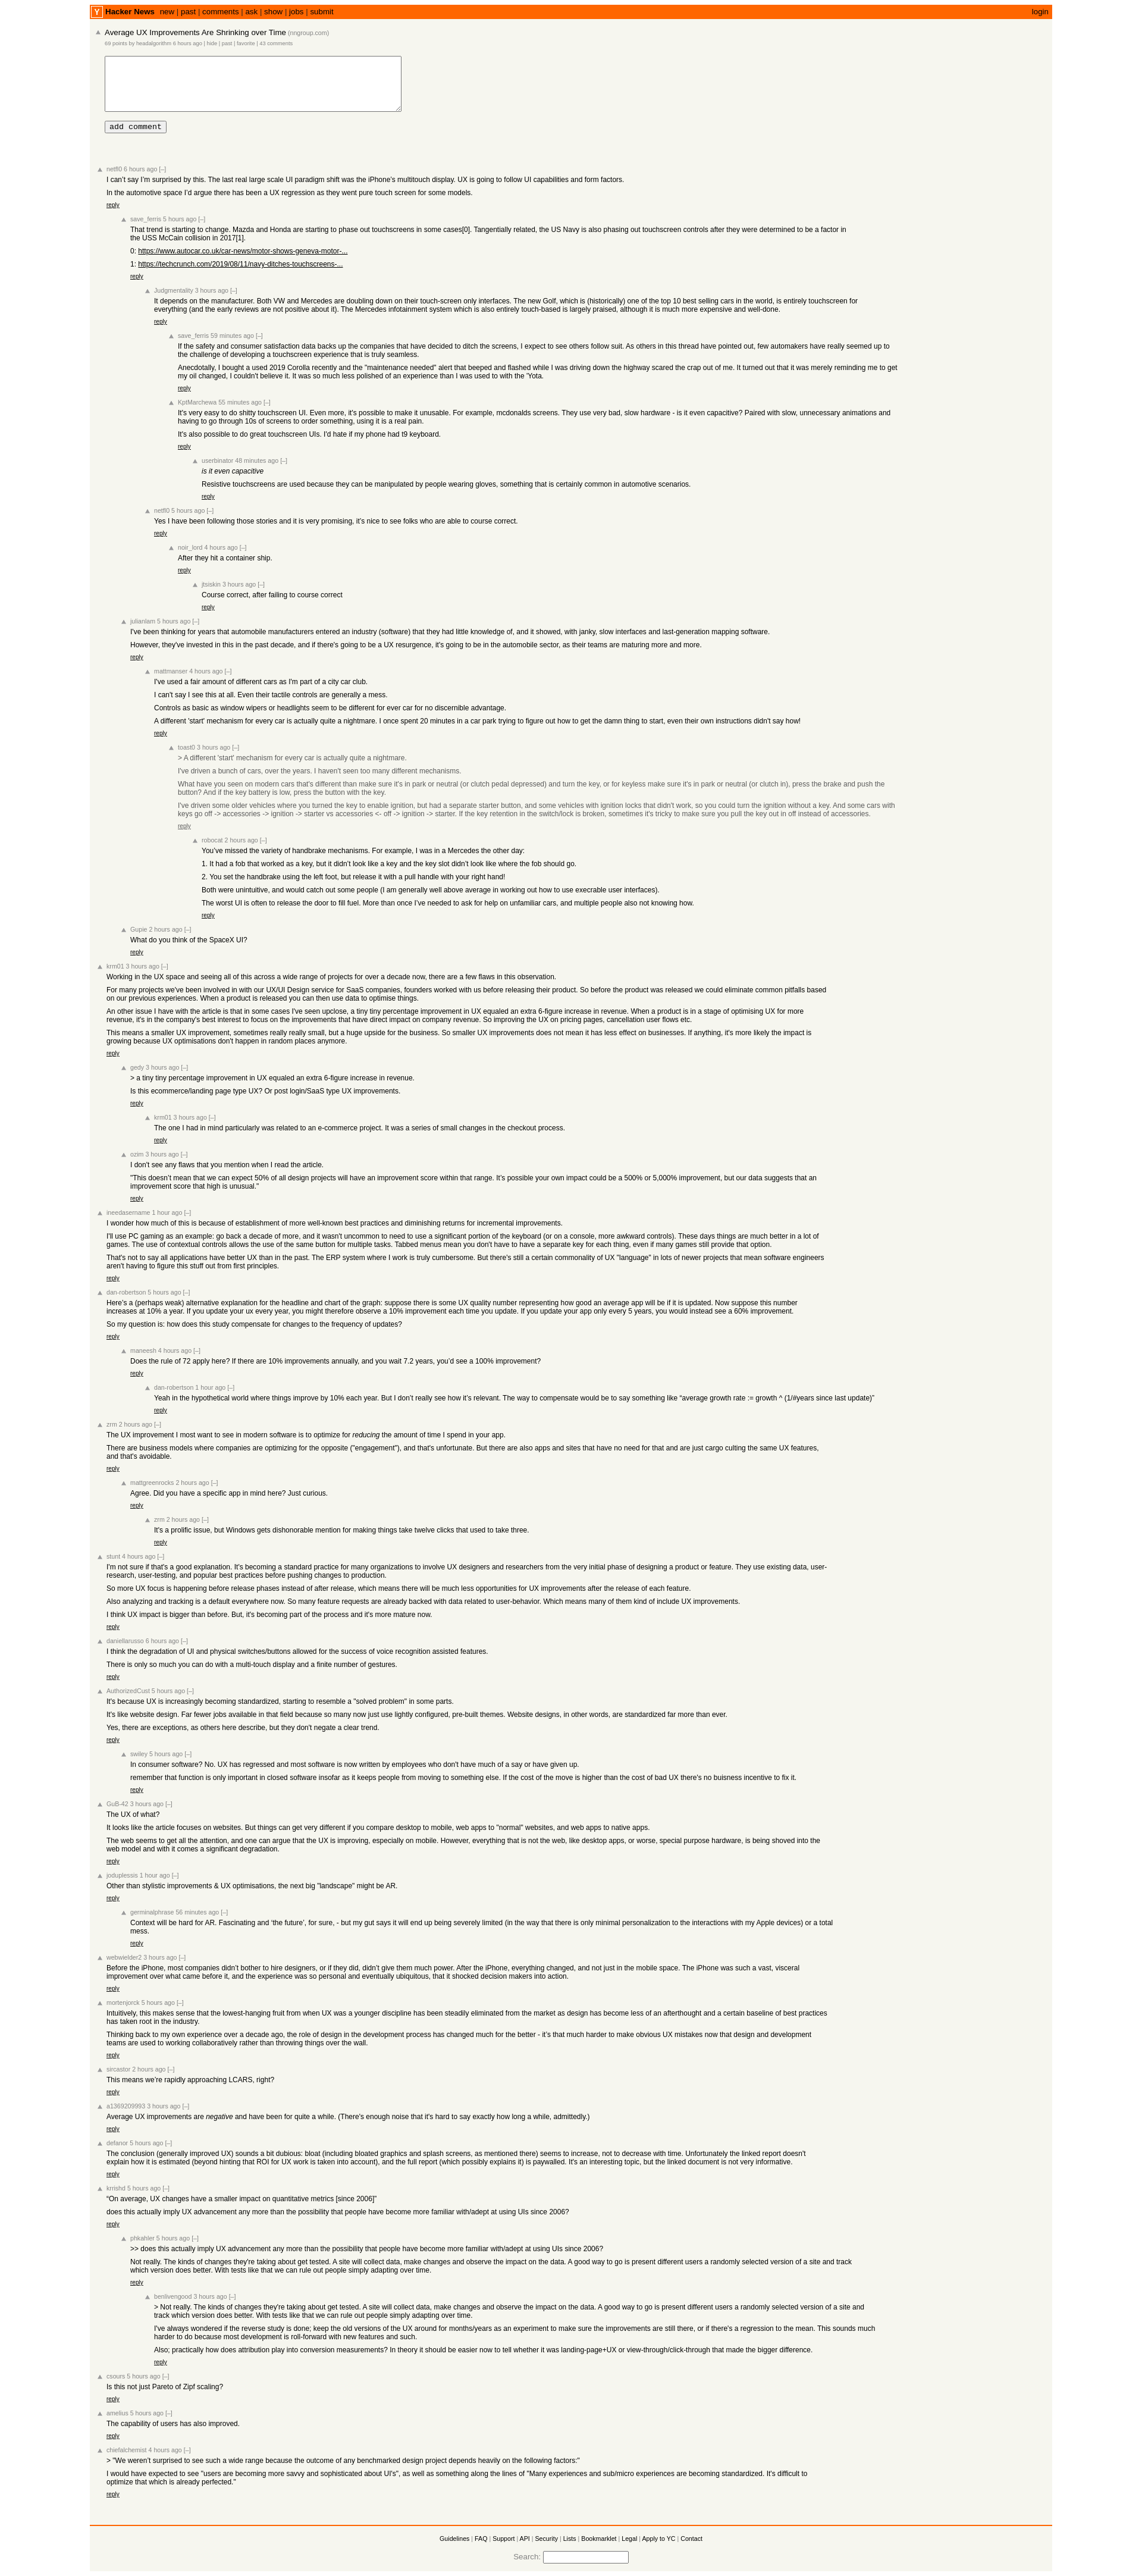 Y Hacker News new | past | comments | ask | show | jobs | submit login
Average UX Improvements Are Shrinking over Time (nngroup.com)
69 points by headalgorithm 6 hours ago | hide | past | favorite | 43 comments
add comment
netfl0 6 hours ago [–]
I can't say I'm surprised by this. The last real large scale UI paradigm shift was the iPhone's multitouch display. UX is going to follow UI capabilities and form factors.
In the automotive space I'd argue there has been a UX regression as they went pure touch screen for some models.
reply
save_ferris 5 hours ago [–]
That trend is starting to change. Mazda and Honda are starting to phase out touchscreens in some cases[0]. Tangentially related, the US Navy is also phasing out touchscreen controls after they were determined to be a factor in
the USS McCain collision in 2017[1].
0: https://www.autocar.co.uk/car-news/motor-shows-geneva-motor-...
1: https://techcrunch.com/2019/08/11/navy-ditches-touchscreens-...
reply
Judgmentality 3 hours ago [–]
It depends on the manufacturer. Both VW and Mercedes are doubling down on their touch-screen only interfaces. The new Golf, which is (historically) one of the top 10 best selling cars in the world, is entirely touchscreen for
everything (and the early reviews are not positive about it). The Mercedes infotainment system which is also entirely touch-based is largely praised, although it is much more expensive and well-done.
reply
save_ferris 59 minutes ago [–]
If the safety and consumer satisfaction data backs up the companies that have decided to ditch the screens, I expect to see others follow suit. As others in this thread have pointed out, few automakers have really seemed up to
the challenge of developing a touchscreen experience that is truly seamless.
Anecdotally, I bought a used 2019 Corolla recently and the "maintenance needed" alert that beeped and flashed while I was driving down the highway scared the crap out of me. It turned out that it was merely reminding me to get
my oil changed, I couldn't believe it. It was so much less polished of an experience than I was used to with the 'Yota.
reply
KptMarchewa 55 minutes ago [–]
It's very easy to do shitty touchscreen UI. Even more, it's possible to make it unusable. For example, mcdonalds screens. They use very bad, slow hardware - is it even capacitive? Paired with slow, unnecessary animations and
having to go through 10s of screens to order something, using it is a real pain.
It's also possible to do great touchscreen UIs. I'd hate if my phone had t9 keyboard.
reply
userbinator 48 minutes ago [–]
is it even capacitive
Resistive touchscreens are used because they can be manipulated by people wearing gloves, something that is certainly common in automotive scenarios.
reply
netfl0 5 hours ago [–]
Yes I have been following those stories and it is very promising, it's nice to see folks who are able to course correct.
reply
noir_lord 4 hours ago [–]
After they hit a container ship.
reply
jtsiskin 3 hours ago [–]
Course correct, after failing to course correct
reply
julianlam 5 hours ago [–]
I've been thinking for years that automobile manufacturers entered an industry (software) that they had little knowledge of, and it showed, with janky, slow interfaces and last-generation mapping software.
However, they've invested in this in the past decade, and if there's going to be a UX resurgence, it's going to be in the automobile sector, as their teams are maturing more and more.
reply
mattmanser 4 hours ago [–]
I've used a fair amount of different cars as I'm part of a city car club.
I can't say I see this at all. Even their tactile controls are generally a mess.
Controls as basic as window wipers or headlights seem to be different for ever car for no discernible advantage.
A different 'start' mechanism for every car is actually quite a nightmare. I once spent 20 minutes in a car park trying to figure out how to get the damn thing to start, even their own instructions didn't say how!
reply
toast0 3 hours ago [–]
> A different 'start' mechanism for every car is actually quite a nightmare.
I've driven a bunch of cars, over the years. I haven't seen too many different mechanisms.
What have you seen on modern cars that's different than make sure it's in park or neutral (or clutch pedal depressed) and turn the key, or for keyless make sure it's in park or neutral (or clutch in), press the brake and push the
button? And if the key battery is low, press the button with the key.
I've driven some older vehicles where you turned the key to enable ignition, but had a separate starter button, and some vehicles with ignition locks that didn't work, so you could turn the ignition without a key. And some cars with
keys go off -> accessories -> ignition -> starter vs accessories <- off -> ignition -> starter. If the key retention in the switch/lock is broken, sometimes it's tricky to make sure you pull the key out in off instead of accessories.
reply
robocat 2 hours ago [–]
You've missed the variety of handbrake mechanisms. For example, I was in a Mercedes the other day:
1. It had a fob that worked as a key, but it didn't look like a key and the key slot didn't look like where the fob should go.
2. You set the handbrake using the left foot, but release it with a pull handle with your right hand!
Both were unintuitive, and would catch out some people (I am generally well above average in working out how to use execrable user interfaces).
The worst UI is often to release the door to fill fuel. More than once I've needed to ask for help on unfamiliar cars, and multiple people also not knowing how.
reply
Gupie 2 hours ago [–]
What do you think of the SpaceX UI?
reply
krm01 3 hours ago [–]
Working in the UX space and seeing all of this across a wide range of projects for over a decade now, there are a few flaws in this observation.
For many projects we've been involved in with our UX/UI Design service for SaaS companies, founders worked with us before releasing their product. So before the product was released we could eliminate common pitfalls based
on our previous experiences. When a product is released you can then use data to optimise things.
An other issue I have with the article is that in some cases I've seen upclose, a tiny tiny percentage improvement in UX equaled an extra 6-figure increase in revenue. When a product is in a stage of optimising UX for more
revenue, it's in the company's best interest to focus on the improvements that have direct impact on company revenue. So improving the UX on pricing pages, cancellation user flows etc.
This means a smaller UX improvement, sometimes really really small, but a huge upside for the business. So smaller UX improvements does not mean it has less effect on businesses. If anything, it's more likely the impact is
growing because UX optimisations don't happen in random places anymore.
reply
gedy 3 hours ago [–]
> a tiny tiny percentage improvement in UX equaled an extra 6-figure increase in revenue.
Is this ecommerce/landing page type UX? Or post login/SaaS type UX improvements.
reply
krm01 3 hours ago [–]
The one I had in mind particularly was related to an e-commerce project. It was a series of small changes in the checkout process.
reply
ozim 3 hours ago [–]
I don't see any flaws that you mention when I read the article.
"This doesn't mean that we can expect 50% of all design projects will have an improvement score within that range. It's possible your own impact could be a 500% or 5,000% improvement, but our data suggests that an
improvement score that high is unusual."
reply
ineedasername 1 hour ago [–]
I wonder how much of this is because of establishment of more well-known best practices and diminishing returns for incremental improvements.
I'll use PC gaming as an example: go back a decade of more, and it wasn't uncommon to need to use a significant portion of the keyboard (or on a console, more awkward controls). These days things are much better in a lot of
games. The use of contextual controls allows the use of the same button for multiple tasks. Tabbed menus mean you don't have to have a separate key for each thing, even if many games still provide that option.
That's not to say all applications have better UX than in the past. The ERP system where I work is truly cumbersome. But there's still a certain commonality of UX "language" in lots of newer projects that mean software engineers
aren't having to figure this stuff out from first principles.
reply
dan-robertson 5 hours ago [–]
Here's a (perhaps weak) alternative explanation for the headline and chart of the graph: suppose there is some UX quality number representing how good an average app will be if it is updated. Now suppose this number
increases at 10% a year. If you update your ux every year, you might therefore observe a 10% improvement each time you update. If you update your app only every 5 years, you would instead see a 60% improvement.
So my question is: how does this study compensate for changes to the frequency of updates?
reply
maneesh 4 hours ago [–]
Does the rule of 72 apply here? If there are 10% improvements annually, and you wait 7.2 years, you'd see a 100% improvement?
reply
dan-robertson 1 hour ago [–]
Yeah in the hypothetical world where things improve by 10% each year. But I don't really see how it's relevant. The way to compensate would be to say something like “average growth rate := growth ^ (1/#years since last update)”
reply
zrm 2 hours ago [–]
The UX improvement I most want to see in modern software is to optimize for reducing the amount of time I spend in your app.
There are business models where companies are optimizing for the opposite ("engagement"), and that's unfortunate. But there are also apps and sites that have no need for that and are just cargo culting the same UX features,
and that's avoidable.
reply
mattgreenrocks 2 hours ago [–]
Agree. Did you have a specific app in mind here? Just curious.
reply
zrm 2 hours ago [–]
It's a prolific issue, but Windows gets dishonorable mention for making things take twelve clicks that used to take three.
reply
stunt 4 hours ago [–]
I'm not sure if that's a good explanation. It's becoming a standard practice for many organizations to involve UX designers and researchers from the very initial phase of designing a product or feature. They use existing data, user-
research, user-testing, and popular best practices before pushing changes to production.
So more UX focus is happening before release phases instead of after release, which means there will be much less opportunities for UX improvements after the release of each feature.
Also analyzing and tracking is a default everywhere now. So many feature requests are already backed with data related to user-behavior. Which means many of them kind of include UX improvements.
I think UX impact is bigger than before. But, it's becoming part of the process and it's more mature now.
reply
daniellarusso 6 hours ago [–]
I think the degradation of UI and physical switches/buttons allowed for the success of voice recognition assisted features.
There is only so much you can do with a multi-touch display and a finite number of gestures.
reply
AuthorizedCust 5 hours ago [–]
It's because UX is increasingly becoming standardized, starting to resemble a "solved problem" in some parts.
It's like website design. Far fewer jobs available in that field because so many now just use lightly configured, pre-built themes. Website designs, in other words, are standardized far more than ever.
Yes, there are exceptions, as others here describe, but they don't negate a clear trend.
reply
swiley 5 hours ago [–]
In consumer software? No. UX has regressed and most software is now written by employees who don't have much of a say or have given up.
remember that function is only important in closed software insofar as it keeps people from moving to something else. If the cost of the move is higher than the cost of bad UX there's no buisness incentive to fix it.
reply
GuB-42 3 hours ago [–]
The UX of what?
It looks like the article focuses on websites. But things can get very different if you compare desktop to mobile, web apps to "normal" websites, and web apps to native apps.
The web seems to get all the attention, and one can argue that the UX is improving, especially on mobile. However, everything that is not the web, like desktop apps, or worse, special purpose hardware, is being shoved into the
web model and with it comes a significant degradation.
reply
joduplessis 1 hour ago [–]
Other than stylistic improvements & UX optimisations, the next big "landscape" might be AR.
reply
germinalphrase 56 minutes ago [–]
Context will be hard for AR. Fascinating and ‘the future’, for sure, - but my gut says it will end up being severely limited (in the way that there is only minimal personalization to the interactions with my Apple devices) or a total
mess.
reply
webwielder2 3 hours ago [–]
Before the iPhone, most companies didn't bother to hire designers, or if they did, didn't give them much power. After the iPhone, everything changed, and not just in the mobile space. The iPhone was such a vast, visceral
improvement over what came before it, and the experience was so personal and eventually ubiquitous, that it shocked decision makers into action.
reply
mortenjorck 5 hours ago [–]
Intuitively, this makes sense that the lowest-hanging fruit from when UX was a younger discipline has been steadily eliminated from the market as design has become less of an afterthought and a certain baseline of best practices
has taken root in the industry.
Thinking back to my own experience over a decade ago, the role of design in the development process has changed much for the better - it's that much harder to make obvious UX mistakes now that design and development
teams are used to working collaboratively rather than throwing things over the wall.
reply
sircastor 2 hours ago [–]
This means we're rapidly approaching LCARS, right?
reply
a1369209993 3 hours ago [–]
Average UX improvements are negative and have been for quite a while. (There's enough noise that it's hard to say exactly how long a while, admittedly.)
reply
defanor 5 hours ago [–]
The conclusion (generally improved UX) sounds a bit dubious: bloat (including bloated graphics and splash screens, as mentioned there) seems to increase, not to decrease with time. Unfortunately the linked report doesn't
explain how it is estimated (beyond hinting that ROI for UX work is taken into account), and the full report (which possibly explains it) is paywalled. It's an interesting topic, but the linked document is not very informative.
reply
krrishd 5 hours ago [–]
“On average, UX changes have a smaller impact on quantitative metrics [since 2006]”
does this actually imply UX advancement any more than the possibility that people have become more familiar with/adept at using UIs since 2006?
reply
phkahler 5 hours ago [–]
>> does this actually imply UX advancement any more than the possibility that people have become more familiar with/adept at using UIs since 2006?
Not really. The kinds of changes they're taking about get tested. A site will collect data, make changes and observe the impact on the data. A good way to go is present different users a randomly selected version of a site and track
which version does better. With tests like that we can rule out people simply adapting over time.
reply
benlivengood 3 hours ago [–]
> Not really. The kinds of changes they're taking about get tested. A site will collect data, make changes and observe the impact on the data. A good way to go is present different users a randomly selected version of a site and
track which version does better. With tests like that we can rule out people simply adapting over time.
I've always wondered if the reverse study is done; keep the old versions of the UX around for months/years as an experiment to make sure the improvements are still there, or if there's a regression to the mean. This sounds much
harder to do because most development is roll-forward with new features and such.
Also; practically how does attribution play into conversion measurements? In theory it should be easier now to tell whether it was landing-page+UX or view-through/click-through that made the bigger difference.
reply
csours 5 hours ago [–]
Is this not just Pareto of Zipf scaling?
reply
amelius 5 hours ago [–]
The capability of users has also improved.
reply
chiefalchemist 4 hours ago [–]
> "We weren't surprised to see such a wide range because the outcome of any benchmarked design project depends heavily on the following factors:"
I would have expected to see "users are becoming more savvy and sophisticated about UI's", as well as something along the lines of "Many experiences and sub/micro experiences are becoming standardized. It's difficult to
optimize that which is already perfected."
reply
Guidelines | FAQ | Support | API | Security | Lists | Bookmarklet | Legal | Apply to YC | Contact
Search: